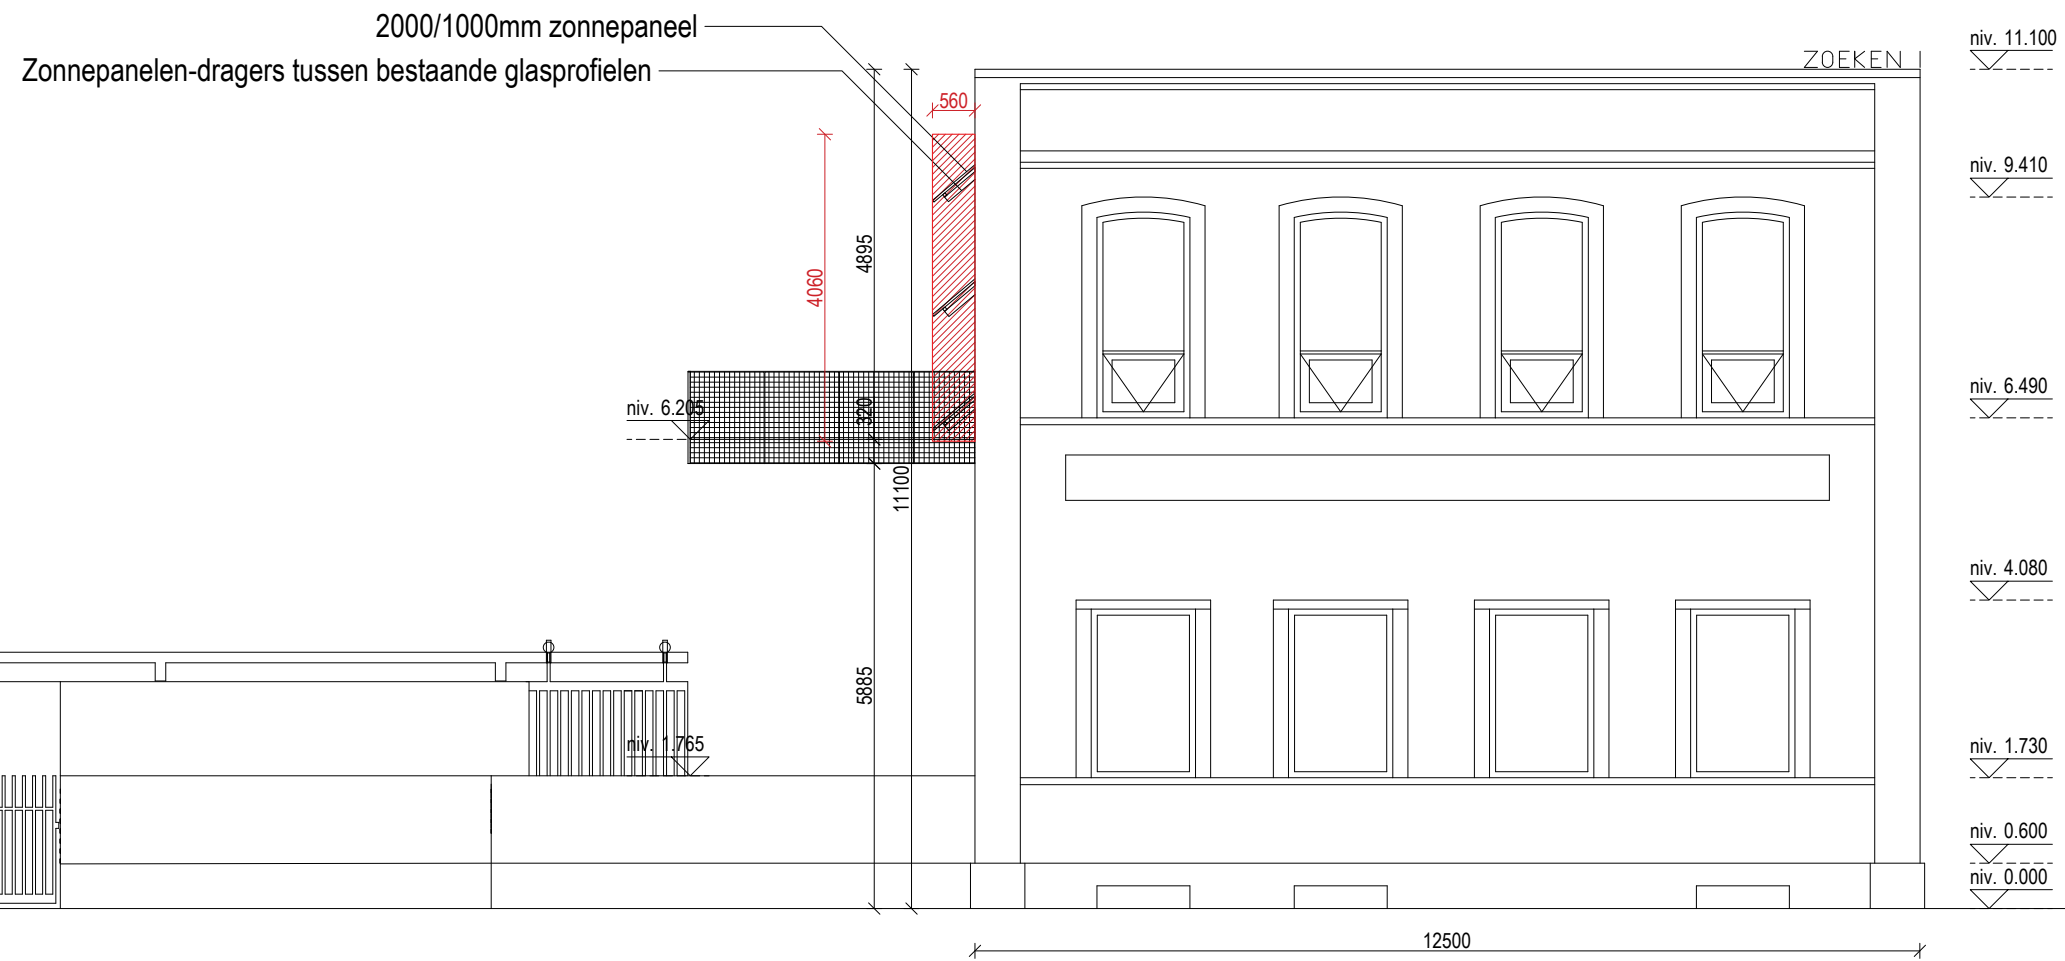 2000/1000mm zonnepaneel
Zonnepanelen-dragers tussen bestaande glasprofielen
ZOEKEN
niv. 11.100
560
niv. 9.410
4895
4060
niv. 6.490
niv. 6.205
320
11100
niv. 4.080
5885
niv. 1.765
niv. 1.730
niv. 0.600
niv. 0.000
12500